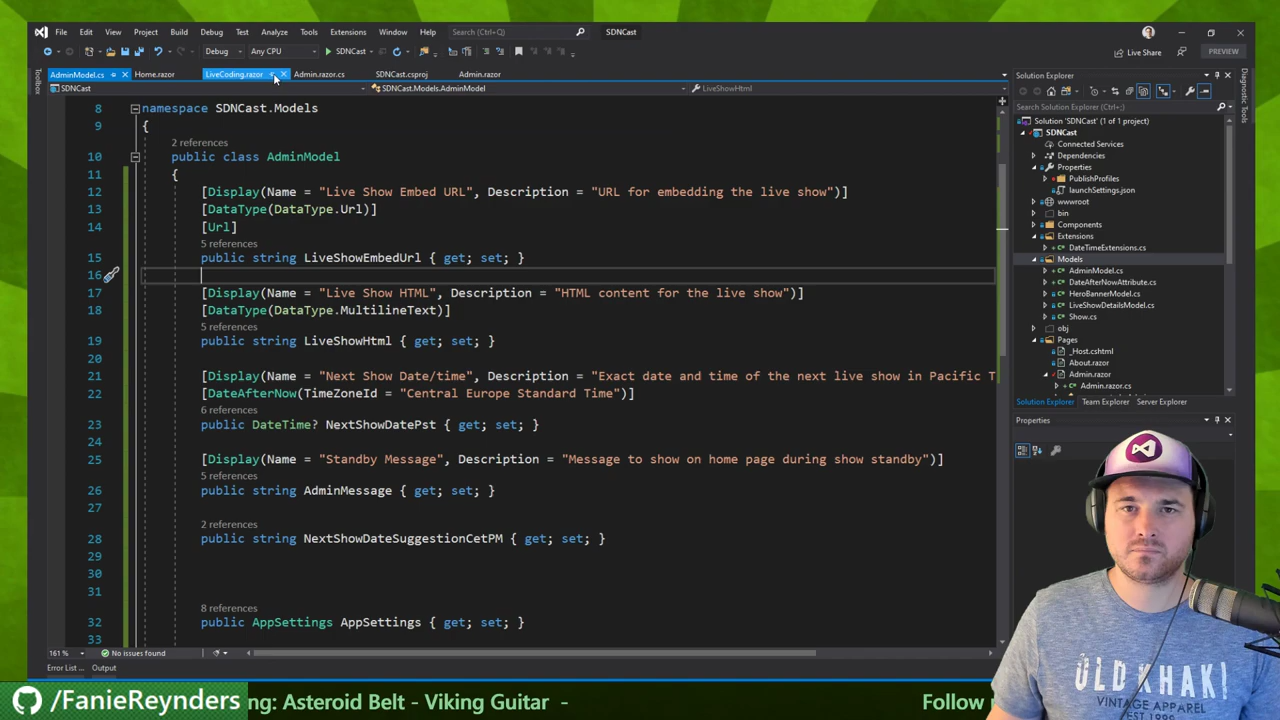 File Edit View Project Build Debug Test Analyze Tools Extensions Window Help Search (Ctrl+Q) SDNCast
Debug Any CPU SDNCast Live Share PREVIEW
AdminModel.cs Home.razor LiveCoding.razor Admin.razor.cs SDNCast.csproj Admin.razor
SDNCast SDNCast.Models.AdminModel LiveShowHtml
Toolbox
8 namespace SDNCast.Models
9 {
2 references
10 public class AdminModel
11 {
12 [Display(Name = "Live Show Embed URL", Description = "URL for embedding the live show")]
13 [DataType(DataType.Url)]
14 [Url]
5 references
15 public string LiveShowEmbedUrl { get; set; }
16
17 [Display(Name = "Live Show HTML", Description = "HTML content for the live show")]
18 [DataType(DataType.MultilineText)]
5 references
19 public string LiveShowHtml { get; set; }
20
21 [Display(Name = "Next Show Date/time", Description = "Exact date and time of the next live show in Pacific T
22 [DateAfterNow(TimeZoneId = "Central Europe Standard Time")]
6 references
23 public DateTime? NextShowDatePst { get; set; }
24
25 [Display(Name = "Standby Message", Description = "Message to show on home page during show standby")]
5 references
26 public string AdminMessage { get; set; }
27
2 references
28 public string NextShowDateSuggestionCetPM { get; set; }
29
30
31
8 references
32 public AppSettings AppSettings { get; set; }
33
161 % No issues found
Error List ... Output
Solution Explorer
Search Solution Explorer (Ctrl+;)
Solution 'SDNCast' (1 of 1 project)
SDNCast
Connected Services
Dependencies
Properties
PublishProfiles
launchSettings.json
wwwroot
bin
Components
Extensions
DateTimeExtensions.cs
Models
AdminModel.cs
DateAfterNowAttribute.cs
HeroBannerModel.cs
LiveShowDetailsModel.cs
Show.cs
obj
Pages
_Host.cshtml
About.razor
Admin.razor
Admin.razor.cs
Solution Explorer Team Explorer Server Explorer
Properties
Diagnostic Tools
OLD KHAKI
VINTAGE APPAREL
/FanieReynders ng: Asteroid Belt - Viking Guitar - Follow